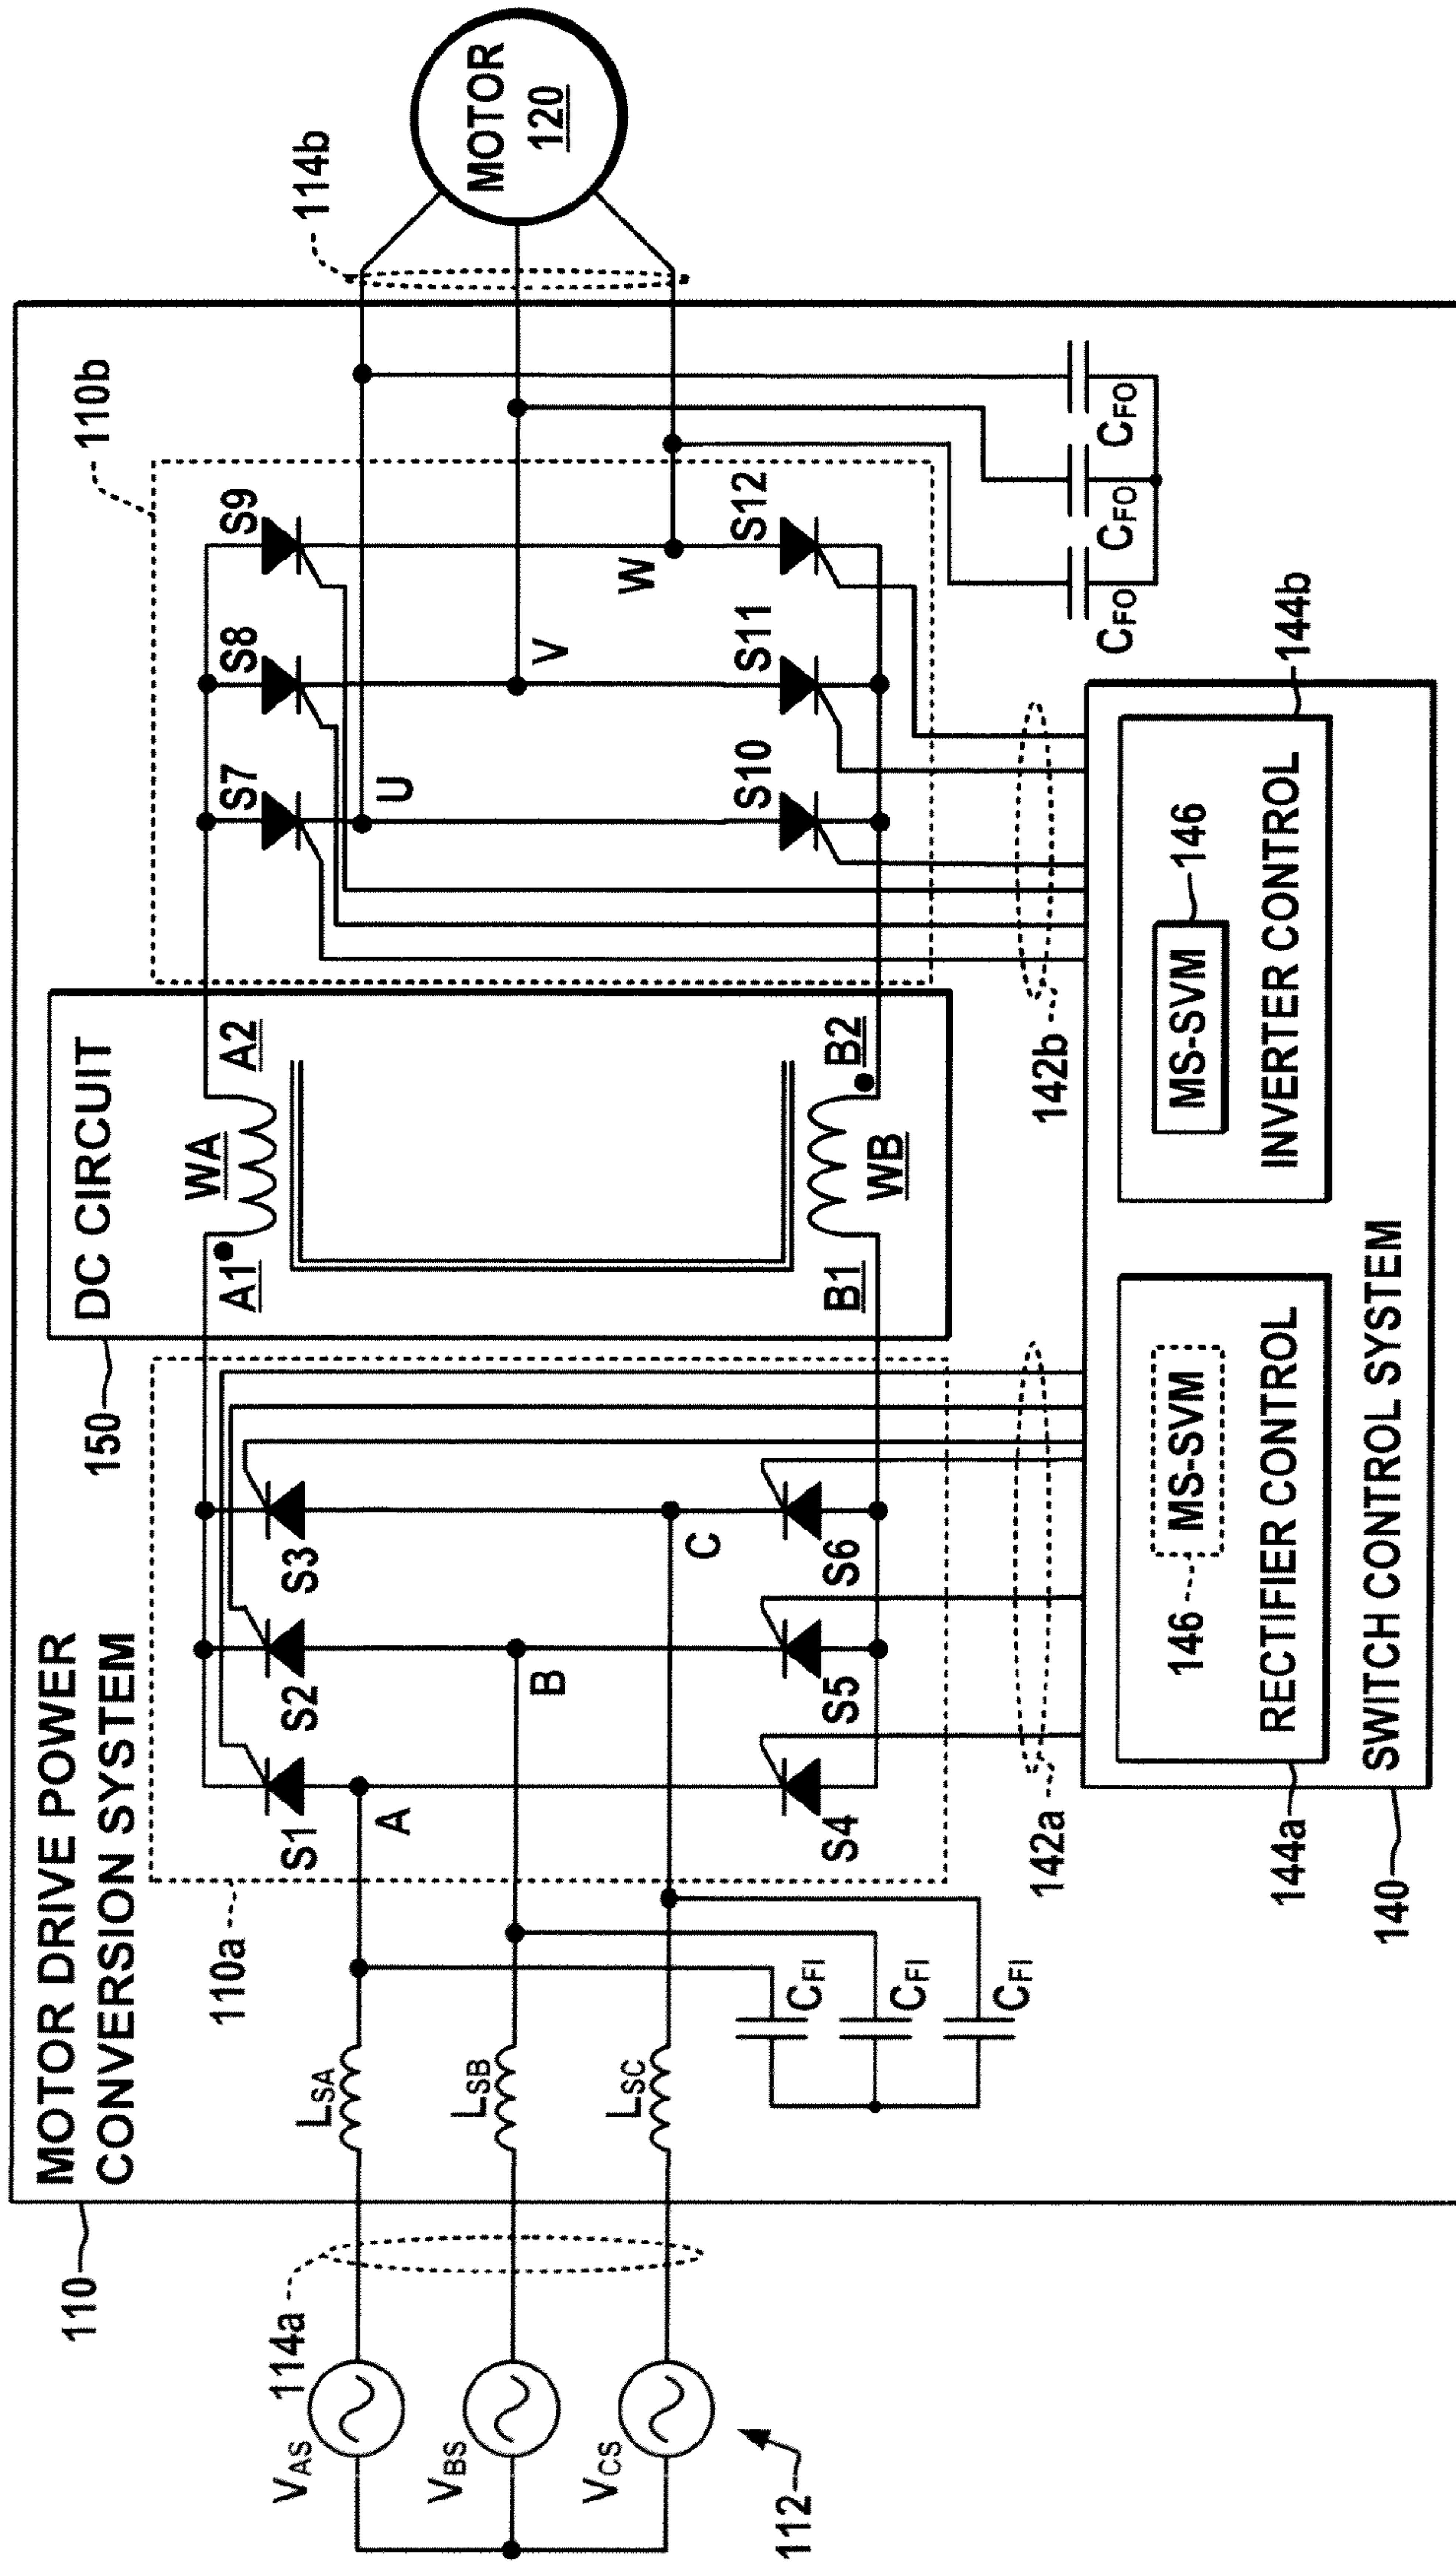 MOTOR DRIVE POWER
CONVERSION SYSTEM
110
112
114a
VAS
VBS
VCS
LSA
LSB
LSC
CFI
CFI
CFI
110a
S1
S2
S3
A
B
C
S4
S5
S6
150
DC CIRCUIT
A1
WA
A2
B1
WB
B2
110b
S7
S8
S9
U
V
W
S10
S11
S12
114b
MOTOR
120
CFO
CFO
CFO
142a
142b
140
144a
146
MS-SVM
RECTIFIER CONTROL
SWITCH CONTROL SYSTEM
MS-SVM
146
INVERTER CONTROL
144b